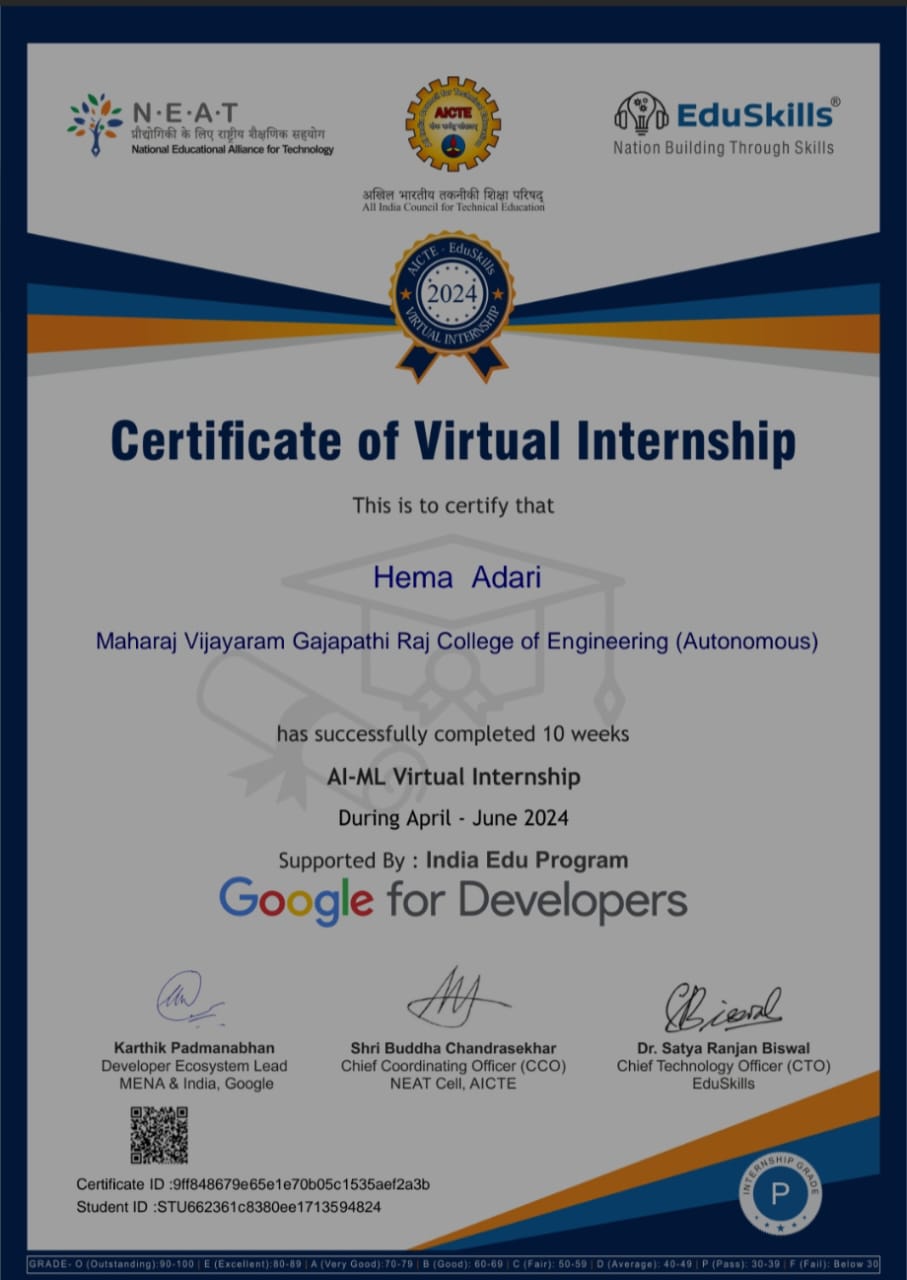 N·E·A·T
प्रौद्योगिकी के लिए राष्ट्रीय शैक्षणिक सहयोग
National Educational Alliance for Technology
AICTE
अखिल भारतीय तकनीकी शिक्षा परिषद्
All India Council for Technical Education
EduSkills®
Nation Building Through Skills
AICTE - EduSkills
2024
VIRTUAL INTERNSHIP
Certificate of Virtual Internship
This is to certify that
Hema Adari
Maharaj Vijayaram Gajapathi Raj College of Engineering (Autonomous)
has successfully completed 10 weeks
AI-ML Virtual Internship
During April - June 2024
Supported By : India Edu Program
Google for Developers
SBiswal
Karthik Padmanabhan
Developer Ecosystem Lead
MENA & India, Google
Shri Buddha Chandrasekhar
Chief Coordinating Officer (CCO)
NEAT Cell, AICTE
Dr. Satya Ranjan Biswal
Chief Technology Officer (CTO)
EduSkills
Certificate ID :9ff848679e65e1e70b05c1535aef2a3b
Student ID :STU662361c8380ee1713594824
INTERNSHIP GRADE
P
GRADE- O (Outstanding):90-100 | E (Excellent):80-89 | A (Very Good):70-79 | B (Good): 60-69 | C (Fair): 50-59 | D (Average): 40-49 | P (Pass): 30-39 | F (Fail): Below 30